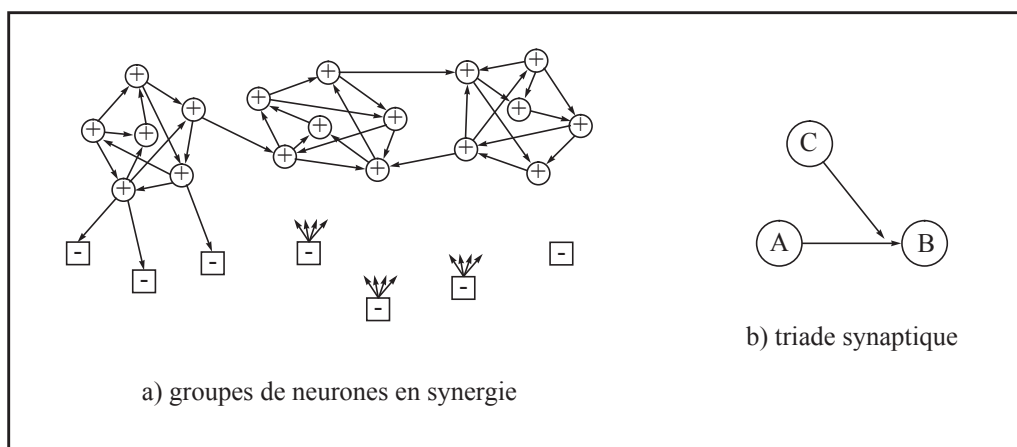 + + +
+ + + + +
+ + + + + +
+ + + + +
- - - - - - - -
C
A B
b) triade synaptique
a) groupes de neurones en synergie